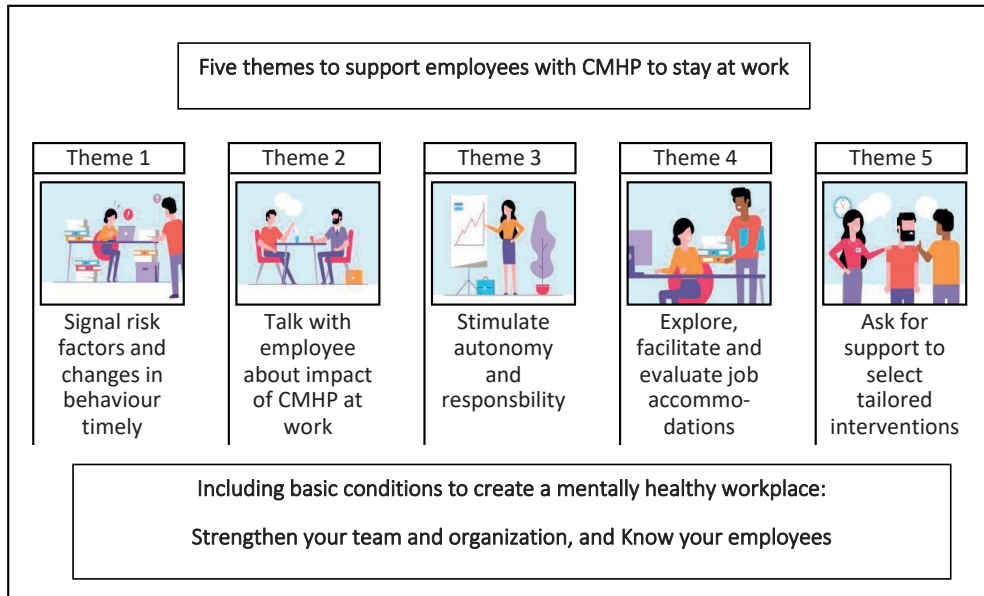 Five themes to support employees with CMHP to stay at work
Theme 1
Signal risk
factors and
changes in
behaviour
timely
Theme 2
Talk with
employee
about impact
of CMHP at
work
Theme 3
Stimulate
autonomy
and
responsbility
Theme 4
Explore,
facilitate and
evaluate job
accommo-
dations
Theme 5
Ask for
support to
select
tailored
interventions
Including basic conditions to create a mentally healthy workplace:
Strengthen your team and organization, and Know your employees